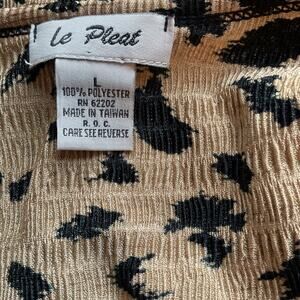 le Pleat
L
100% POLYESTER
RN 62202
MADE IN TAIWAN
R. O. C.
CARE SEE REVERSE